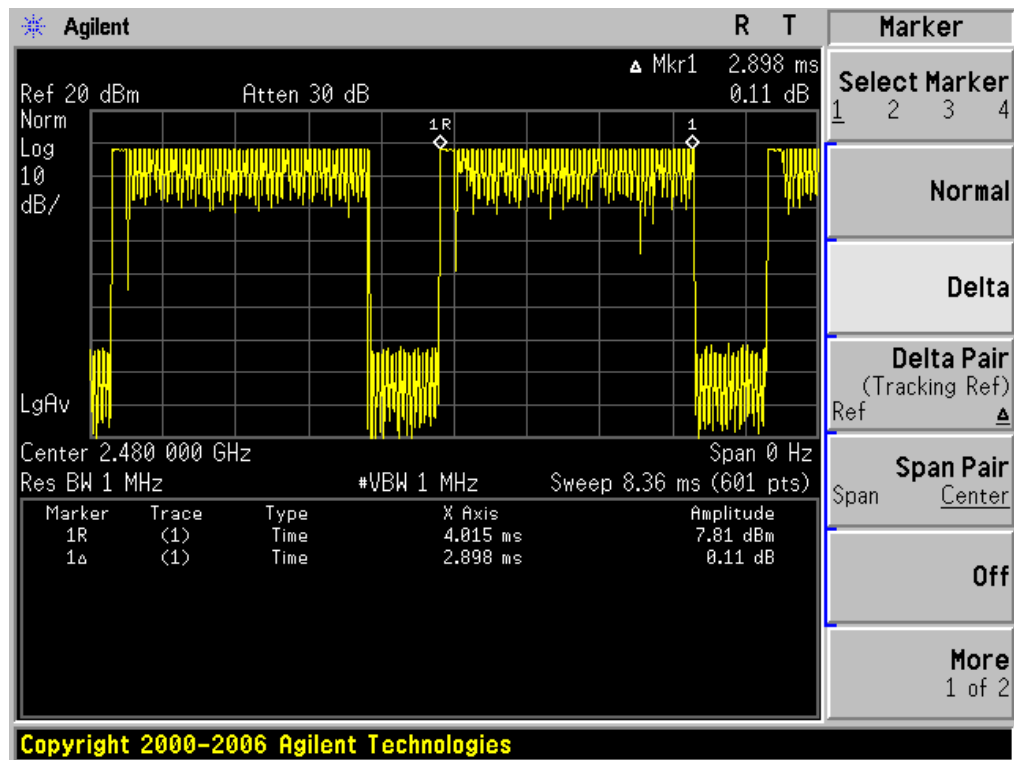 Agilent R T
Δ Mkr1 2.898 ms
Ref 20 dBm Atten 30 dB 0.11 dB
Norm
Log
10
dB/
1R 1
LgAv
Center 2.480 000 GHz Span 0 Hz
Res BW 1 MHz #VBW 1 MHz Sweep 8.36 ms (601 pts)
Marker Trace Type X Axis Amplitude
1R (1) Time 4.015 ms 7.81 dBm
1Δ (1) Time 2.898 ms 0.11 dB
Marker
Select Marker
1 2 3 4
Normal
Delta
Delta Pair
(Tracking Ref)
Ref Δ
Span Pair
Span Center
Off
More
1 of 2
Copyright 2000-2006 Agilent Technologies